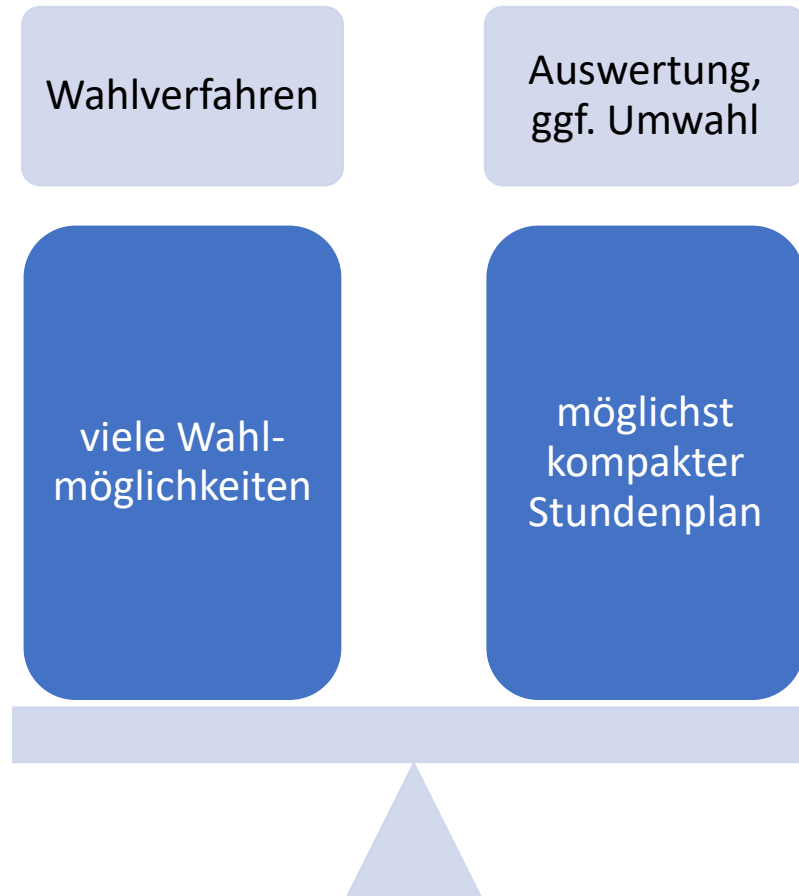 Wahlverfahren
Auswertung,
ggf. Umwahl
viele Wahl-
möglichkeiten
möglichst
kompakter
Stundenplan